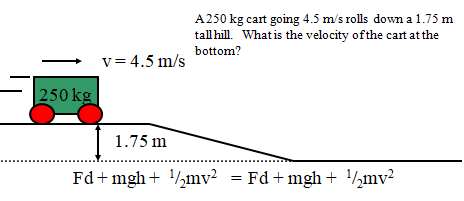 A 250 kg cart going 4.5 m/s rolls down a 1.75 m
tall hill. What is the velocity of the cart at the
bottom?
v = 4.5 m/s
250 kg
1.75 m
Fd + mgh + ¹/₂mv² = Fd + mgh + ¹/₂mv²